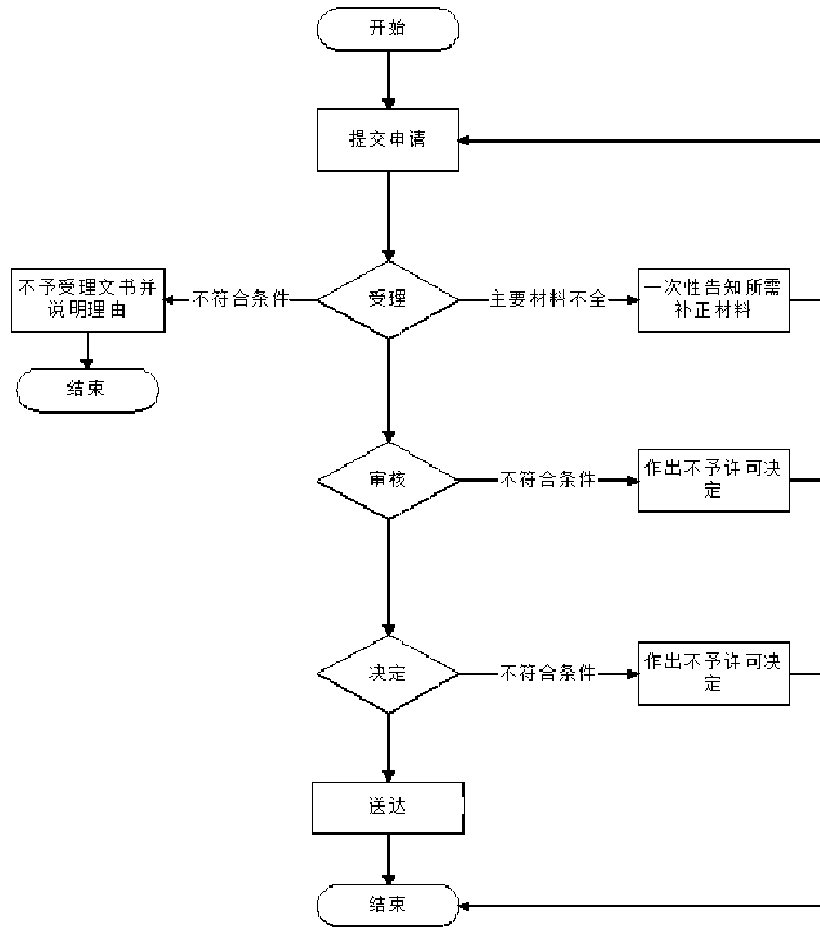 开始
提交申请
不予受理文书并
说明理由
不符合条件
受理
主要材料不全
一次性告知所需
补正材料
结束
审核
不符合条件
作出不予许可决
定
决定
不符合条件
作出不予许可决
定
送达
结束